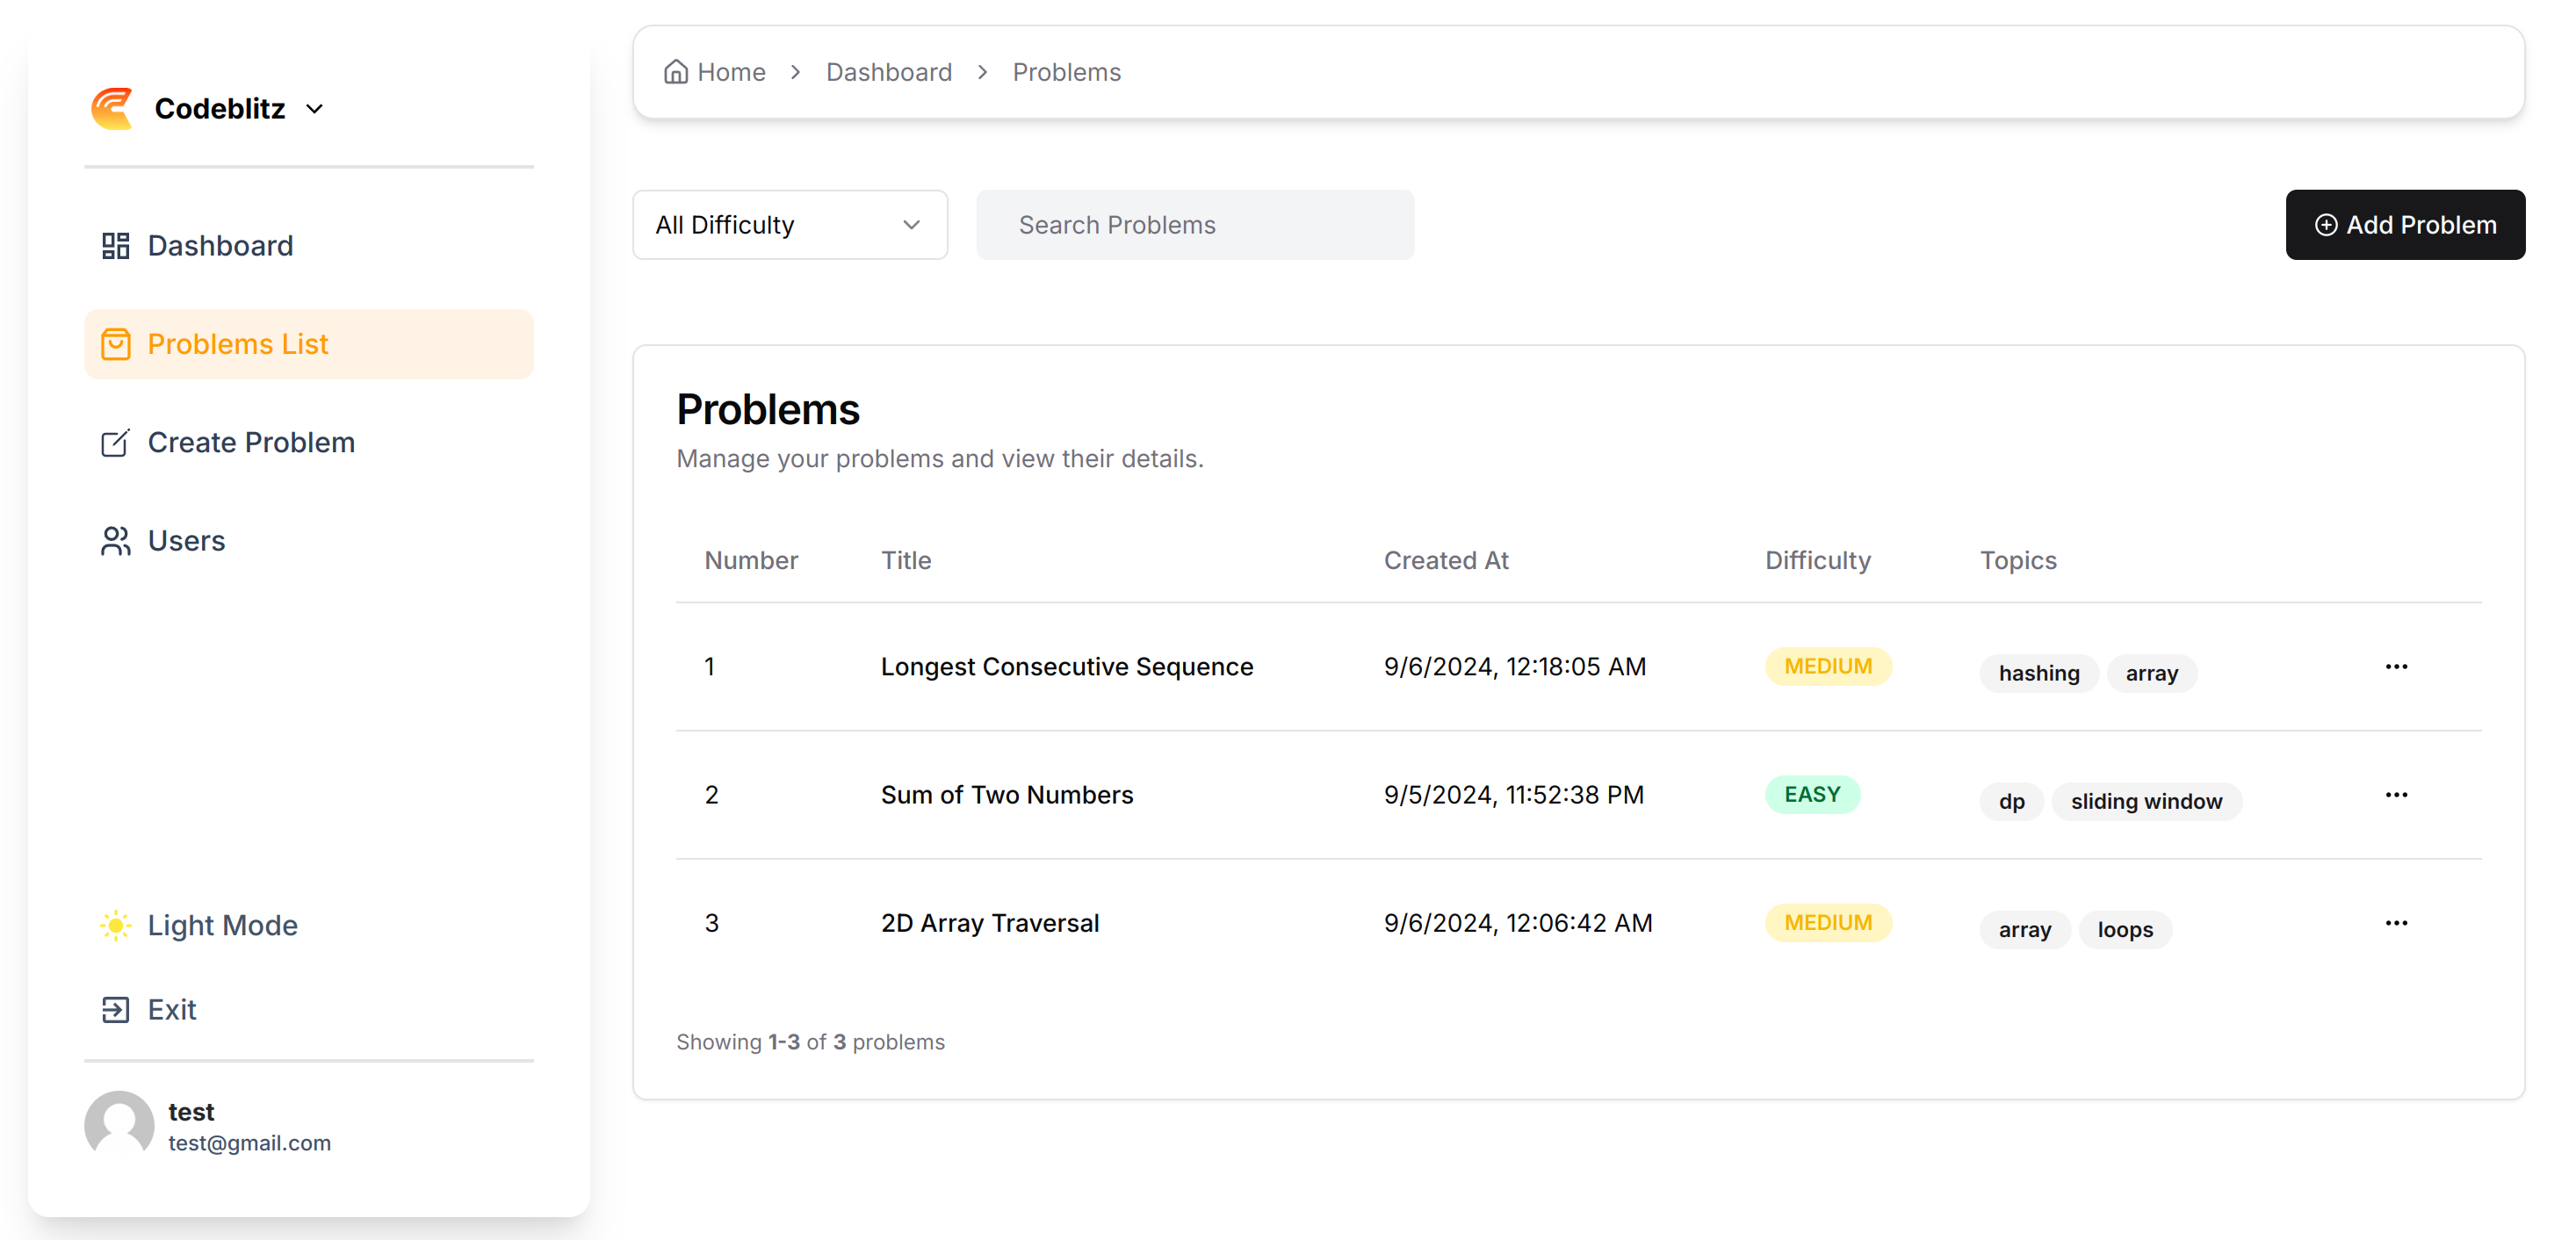 Codeblitz
Dashboard
Problems List
Create Problem
Users
Light Mode
Exit
test
test@gmail.com
Home Dashboard Problems
All Difficulty Search Problems Add Problem
Problems
Manage your problems and view their details.
Number Title Created At Difficulty Topics
1 Longest Consecutive Sequence 9/6/2024, 12:18:05 AM MEDIUM hashing array
2 Sum of Two Numbers 9/5/2024, 11:52:38 PM EASY dp sliding window
3 2D Array Traversal 9/6/2024, 12:06:42 AM MEDIUM array loops
Showing 1-3 of 3 problems